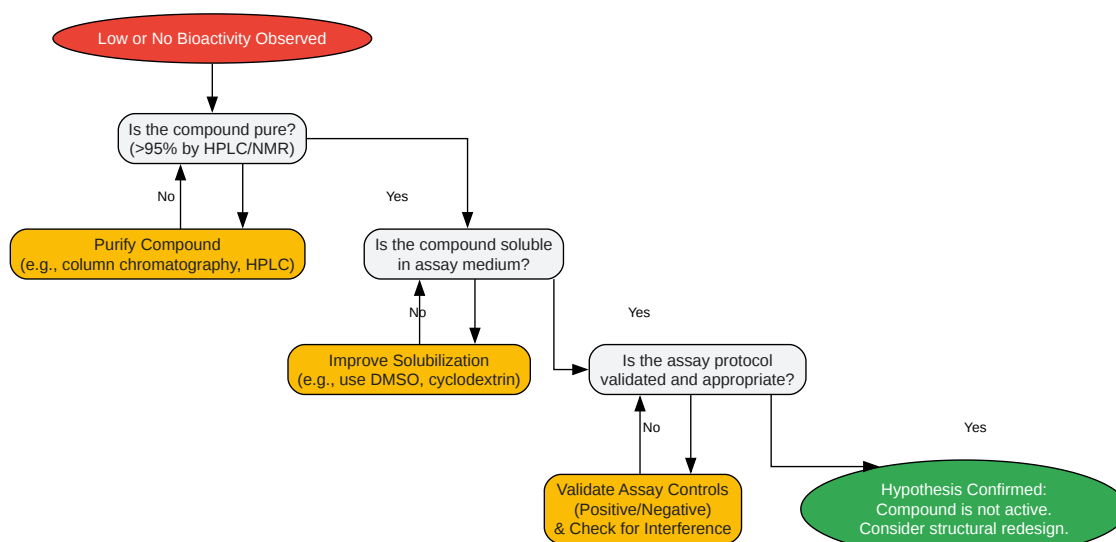 Low or No Bioactivity Observed
Is the compound pure?
(>95% by HPLC/NMR)
No
Yes
Purify Compound
(e.g., column chromatography, HPLC)
Is the compound soluble
in assay medium?
No
Yes
Improve Solubilization
(e.g., use DMSO, cyclodextrin)
Is the assay protocol
validated and appropriate?
No
Yes
Validate Assay Controls
(Positive/Negative)
& Check for Interference
Hypothesis Confirmed:
Compound is not active.
Consider structural redesign.